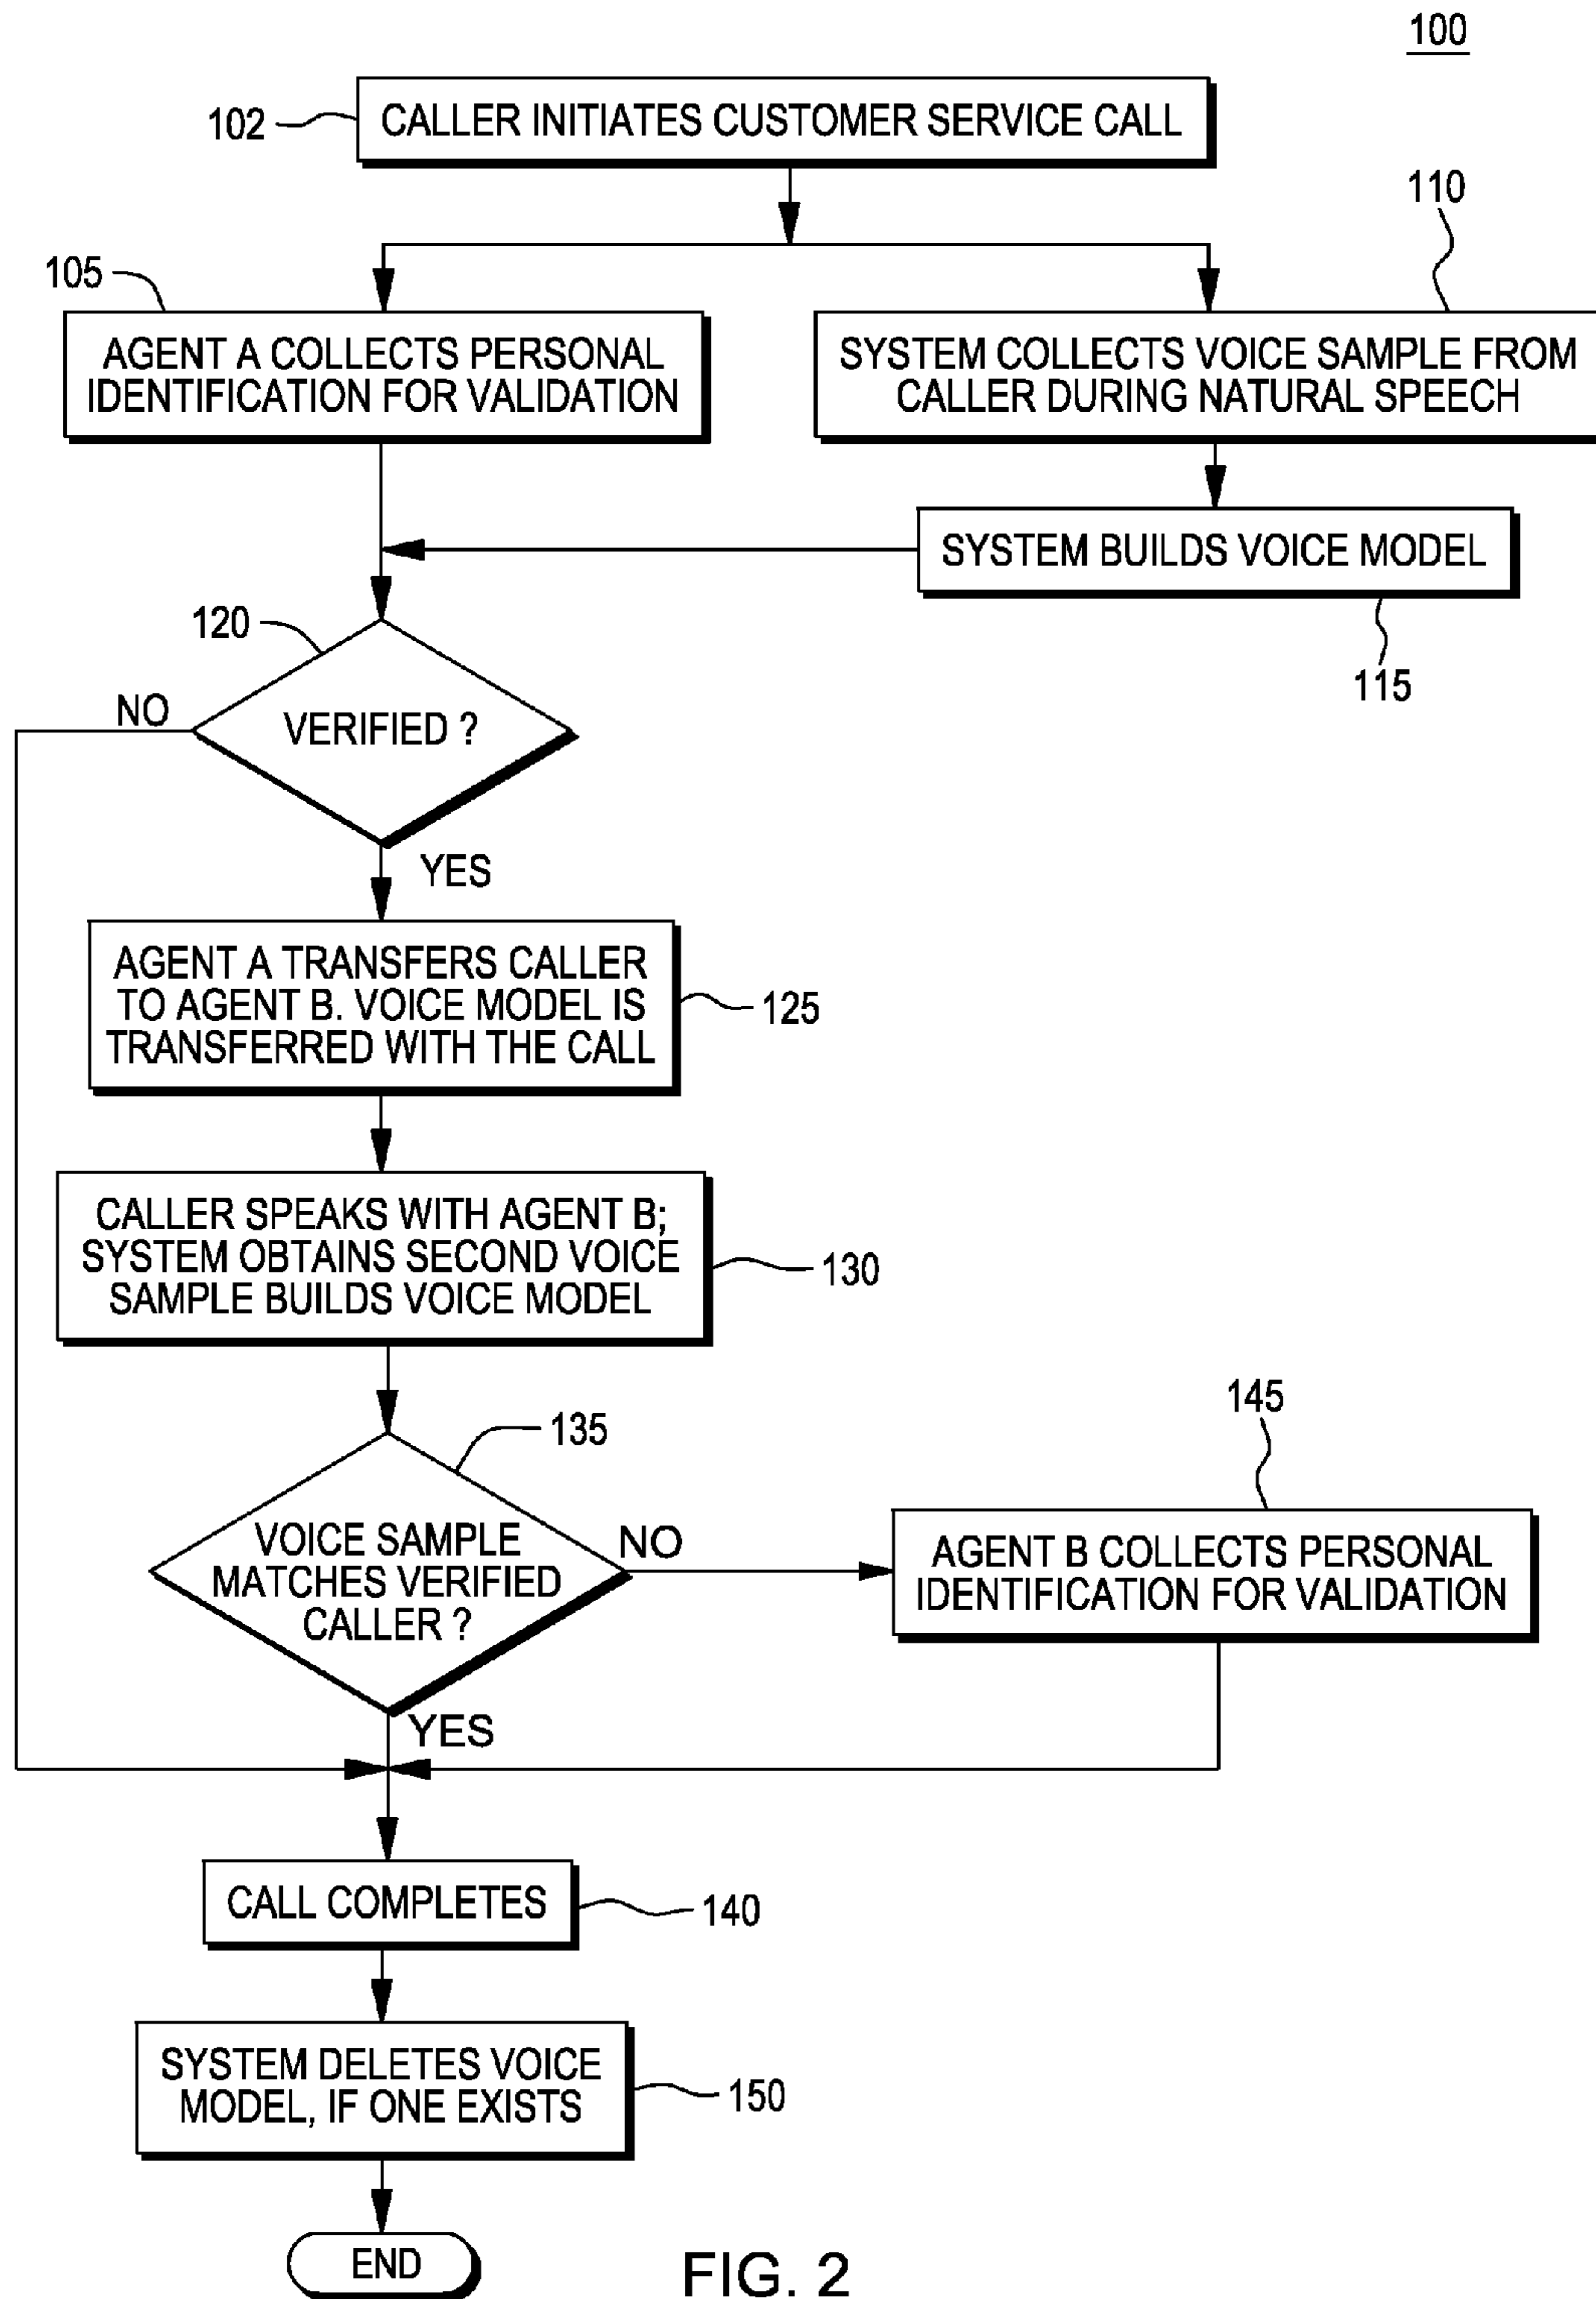 100
102
CALLER INITIATES CUSTOMER SERVICE CALL
110
105
AGENT A COLLECTS PERSONAL
IDENTIFICATION FOR VALIDATION
SYSTEM COLLECTS VOICE SAMPLE FROM
CALLER DURING NATURAL SPEECH
SYSTEM BUILDS VOICE MODEL
115
120
NO
VERIFIED ?
YES
AGENT A TRANSFERS CALLER
TO AGENT B. VOICE MODEL IS
TRANSFERRED WITH THE CALL
125
CALLER SPEAKS WITH AGENT B;
SYSTEM OBTAINS SECOND VOICE
SAMPLE BUILDS VOICE MODEL
130
135
VOICE SAMPLE
MATCHES VERIFIED
CALLER ?
NO
145
AGENT B COLLECTS PERSONAL
IDENTIFICATION FOR VALIDATION
YES
CALL COMPLETES
140
SYSTEM DELETES VOICE
MODEL, IF ONE EXISTS
150
END
FIG. 2